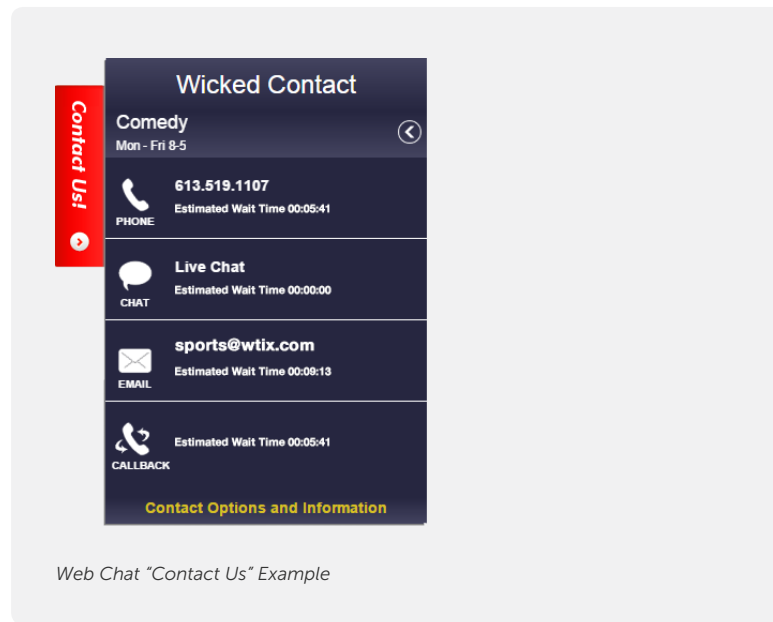 Wicked Contact
Contact Us!
Comedy
Mon - Fri 8-5
613.519.1107
Estimated Wait Time 00:05:41
PHONE
Live Chat
Estimated Wait Time 00:00:00
CHAT
sports@wtix.com
Estimated Wait Time 00:09:13
EMAIL
Estimated Wait Time 00:05:41
CALLBACK
Contact Options and Information
Web Chat “Contact Us” Example